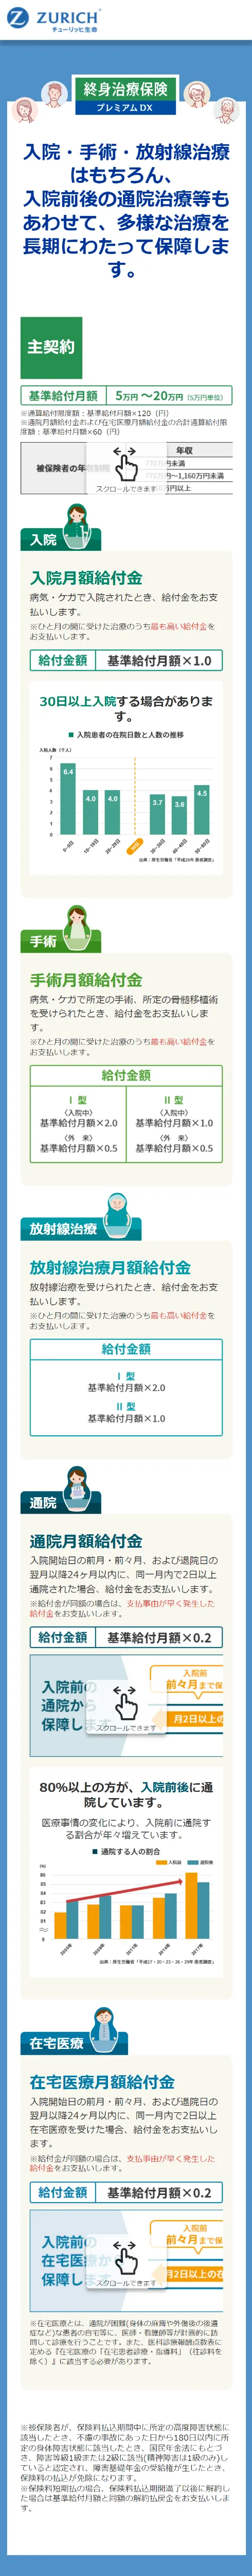 ZURICH
チューリッヒ生命
終身治療保険
プレミアムDX
入院・手術・放射線治療
はもちろん、
入院前後の通院治療等も
あわせて、多様な治療を
長期にわたって保障しま
す。
主契約
基準給付月額 5万円 〜20万円 (5万円単位)
※通算給付限度額：基準給付月額×120（円）
※通院月額給付金および在宅医療月額給付金の合計通算給付限
度額：基準給付月額×60（円）
年収
被保険者の年
スクロールできます
入院
入院月額給付金
病気・ケガで入院されたとき、給付金をお支
払いします。
※ひと月の間に受けた治療のうち最も高い給付金を
お支払いします。
給付金額 基準給付月額×1.0
30日以上入院する場合がありま
す。
■ 入院患者の在院日数と人数の推移
入院人数（千人）
7
6
5
4
3
2
1
0
6.4
4.0
4.0
3.7
3.6
4.5
0~9日
10~19日
20~29日
30~39日
40~49日
50~60日
出典：厚生労働省「平成29年 患者調査」
手術
手術月額給付金
病気・ケガで所定の手術、所定の骨髄移植術
を受けられたとき、給付金をお支払いしま
す。
※ひと月の間に受けた治療のうち最も高い給付金を
お支払いします。
給付金額
Ⅰ 型
〈入院中〉
基準給付月額×2.0
〈外 来〉
基準給付月額×0.5
Ⅱ 型
〈入院中〉
基準給付月額×1.0
〈外 来〉
基準給付月額×0.5
放射線治療
放射線治療月額給付金
放射線治療を受けられたとき、給付金をお支
払いします。
※ひと月の間に受けた治療のうち最も高い給付金を
お支払いします。
給付金額
Ⅰ 型
基準給付月額×2.0
Ⅱ 型
基準給付月額×1.0
通院
通院月額給付金
入院開始日の前月・前々月、および退院日の
翌月以降24ヶ月以内に、同一月内で2日以上
通院された場合、給付金をお支払いします。
※給付金が同額の場合は、支払事由が早く発生した
給付金をお支払いします。
給付金額 基準給付月額×0.2
入院前の
通院から
保障します
入院前
前々月まで保
月2日以上の
スクロールできます
80%以上の方が、入院前後に通
院しています。
医療事情の変化により、入院前に通院す
る割合が年々増えています。
■ 通院する人の割合
入院前
退院後
(%)
86
85
84
83
82
81
0
2005年
2008年
2011年
2014年
2017年
出典：厚生労働省「平成17・20・23・26・29年 患者調査」
在宅医療
在宅医療月額給付金
入院開始日の前月・前々月、および退院日の
翌月以降24ヶ月以内に、同一月内で2日以上
在宅医療を受けた場合、給付金をお支払いし
ます。
※給付金が同額の場合は、支払事由が早く発生した
給付金をお支払いします。
給付金額 基準給付月額×0.2
入院前の
在宅医療か
保障し
入院前
前々月まで保
月2日以上の在
スクロールできます
※在宅医療とは、通院が困難(身体の麻痺や外傷後の後遺
症など)な患者の自宅等に、医師・看護師等が計画的に訪
問して診療を行うことです。また、医科診療報酬点数表に
定める『在宅医療の「在宅患者診療・指導料」（往診料を
除く）』に該当する必要があります。
※被保険者が、保険料払込期間中に所定の高度障害状態に
該当したとき、不慮の事故にあった日から180日以内に所
定の身体障害状態に該当したとき、国民年金法にもとづ
き、障害等級1級または2級に該当(精神障害は1級のみ)し
ていると認定され、障害基礎年金の受給権が生じたとき、
保険料の払込が免除になります。
※保険料短期払の場合、保険料払込期間満了以後に解約し
た場合は基準給付月額と同額の解約払戻金をお支払いしま
す。